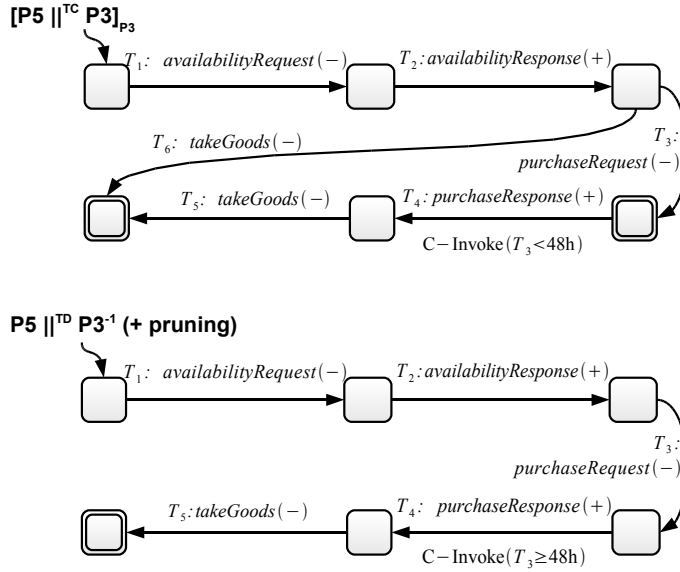 [P5 ||TC P3]P3
T1: availabilityRequest(−)
T2:availabilityResponse(+)
T3:
purchaseRequest(−)
T6: takeGoods(−)
T5: takeGoods(−)
T4:purchaseResponse(+)
C−Invoke(T3<48h)
P5 ||TD P3-1 (+ pruning)
T1: availabilityRequest(−)
T2:availabilityResponse(+)
T3:
purchaseRequest(−)
T5:takeGoods(−)
T4: purchaseResponse(+)
C−Invoke(T3≥48h)